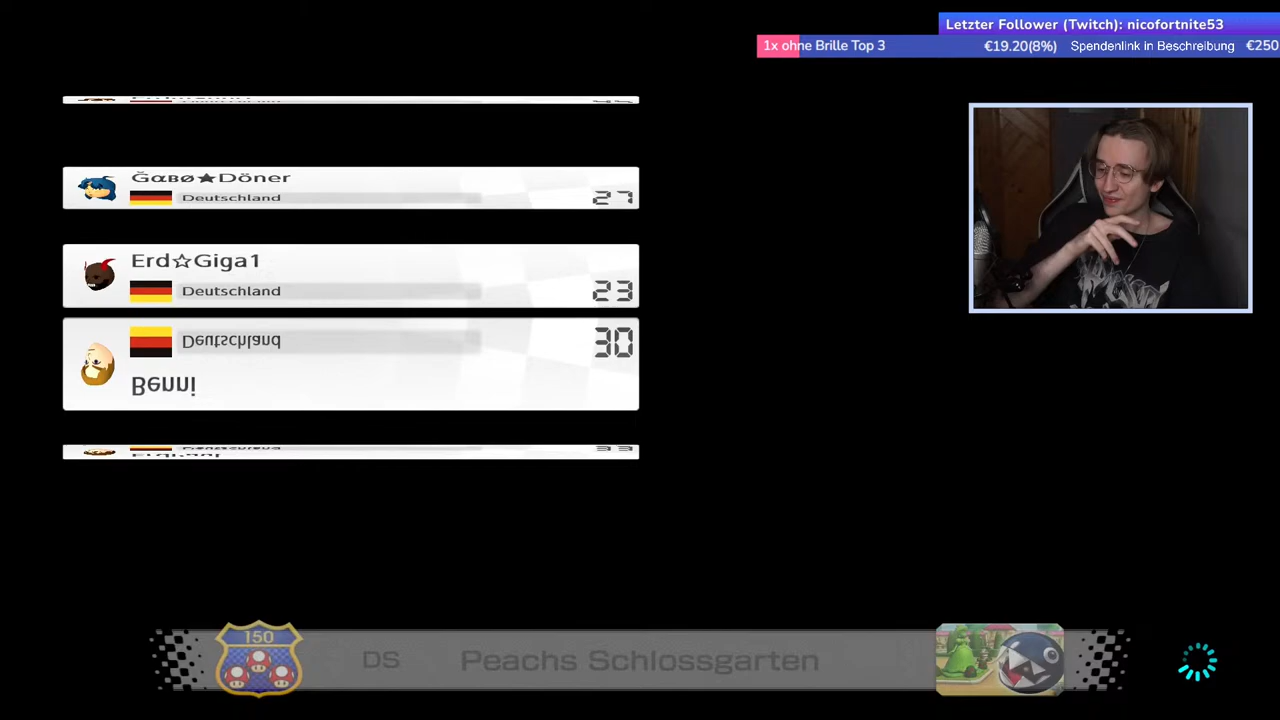 Letzter Follower (Twitch): nicofortnite53
1x ohne Brille Top 3 €19.20(8%) Spendenlink in Beschreibung €250
Ğαвø★Döner
Deutschland 27
Erd☆Giga1
Deutschland 23
Deutschland 30
Benni
150 DS Peachs Schlossgarten